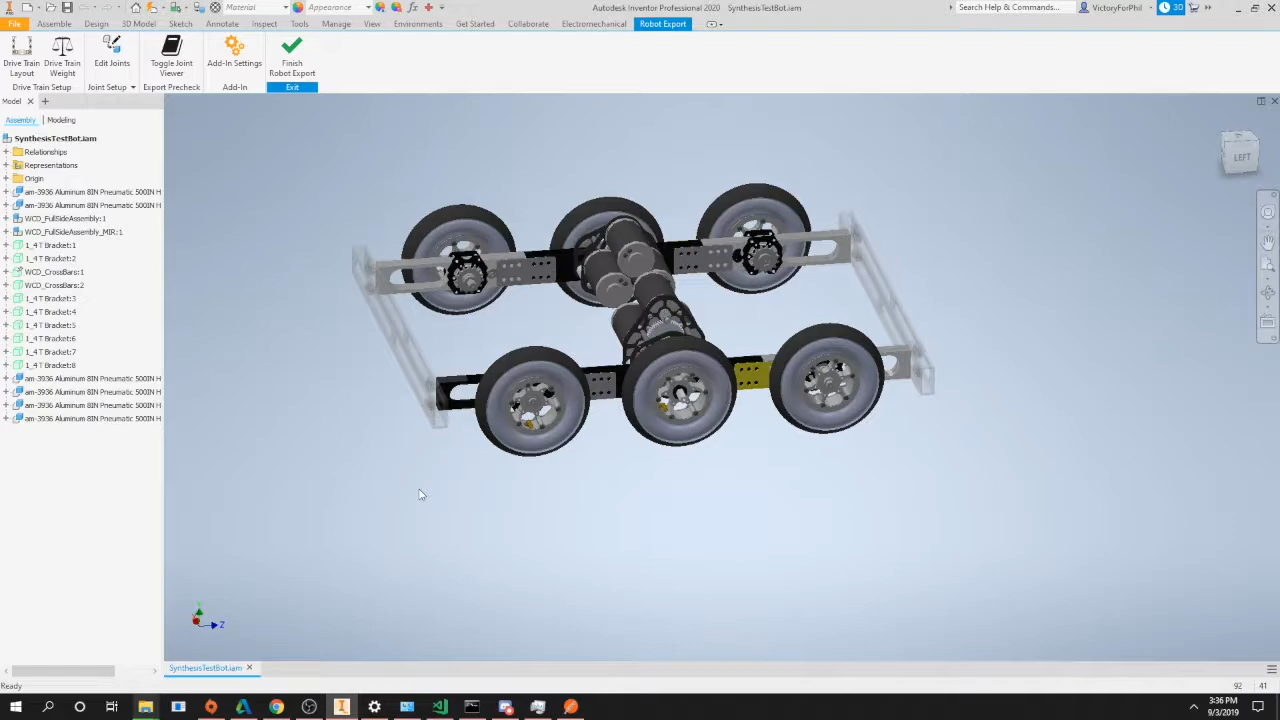 Material
Appearance
fx
Autodesk Inventor Professional 2020 SynthesisTestBot.iam
Search Help & Commands...
VictoryForPhil
3D
File Assembly Design 3D Model Sketch Annotate Inspect Tools Manage View Environments Get Started Collaborate Electromechanical Robot Export
Drive Train Layout
Drive Train Weight
Edit Joints
Toggle Joint Viewer
Add-In Settings
Finish Robot Export
Drive Train Setup Joint Setup Export Precheck Add-In Exit
Model
Assembly Modeling
SynthesisTestBot.iam
Relationships
Representations
Origin
am-3936 Aluminum 8IN Pneumatic 500IN H
am-3936 Aluminum 8IN Pneumatic 500IN H
WCD_FullSideAssembly:1
WCD_FullSideAssembly_MIR:1
1_4 T Bracket:1
1_4 T Bracket:2
WCD_CrossBars:1
WCD_CrossBars:2
1_4 T Bracket:3
1_4 T Bracket:4
1_4 T Bracket:5
1_4 T Bracket:6
1_4 T Bracket:7
1_4 T Bracket:8
am-3936 Aluminum 8IN Pneumatic 500IN H
am-3936 Aluminum 8IN Pneumatic 500IN H
am-3936 Aluminum 8IN Pneumatic 500IN H
am-3936 Aluminum 8IN Pneumatic 500IN H
LEFT
Z
SynthesisTestBot.iam
Ready
92 41
3:36 PM
9/3/2019